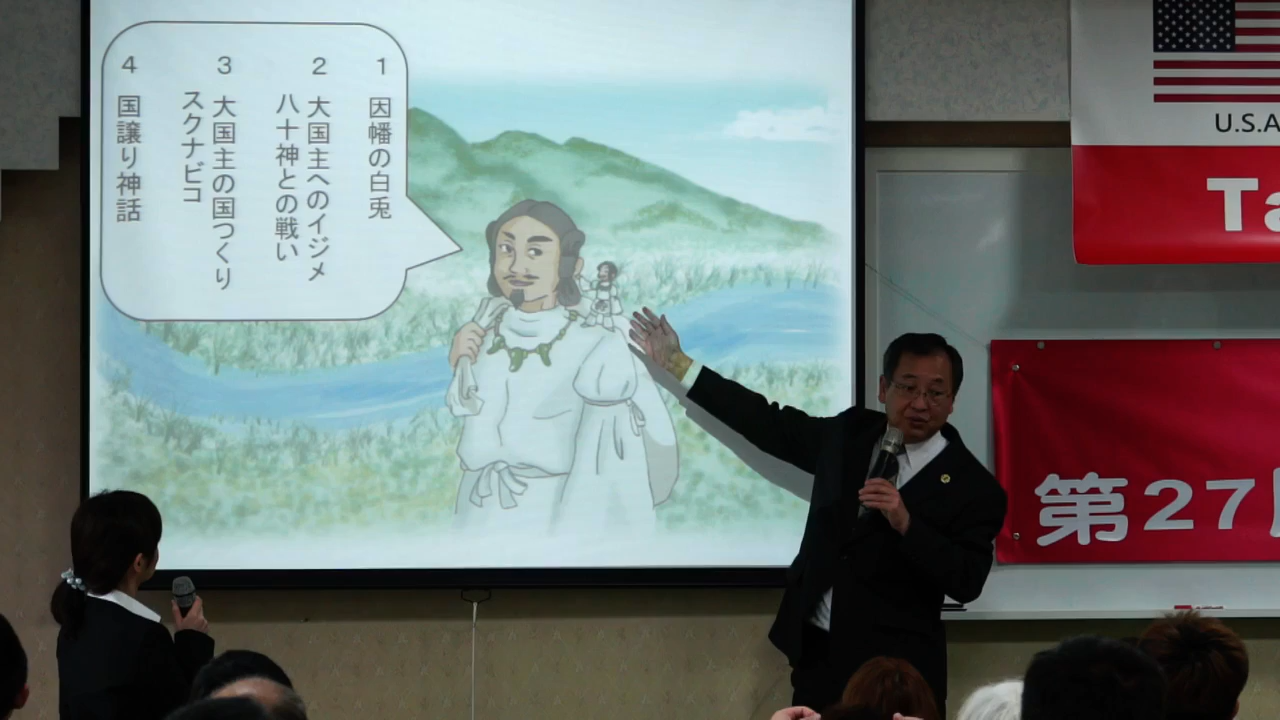 1 因幡の白兎
2 大国主へのイジメ
八十神との戦い
3 大国主の国つくり
スクナビコ
4 国譲り神話
U.S.A
Ta
第27